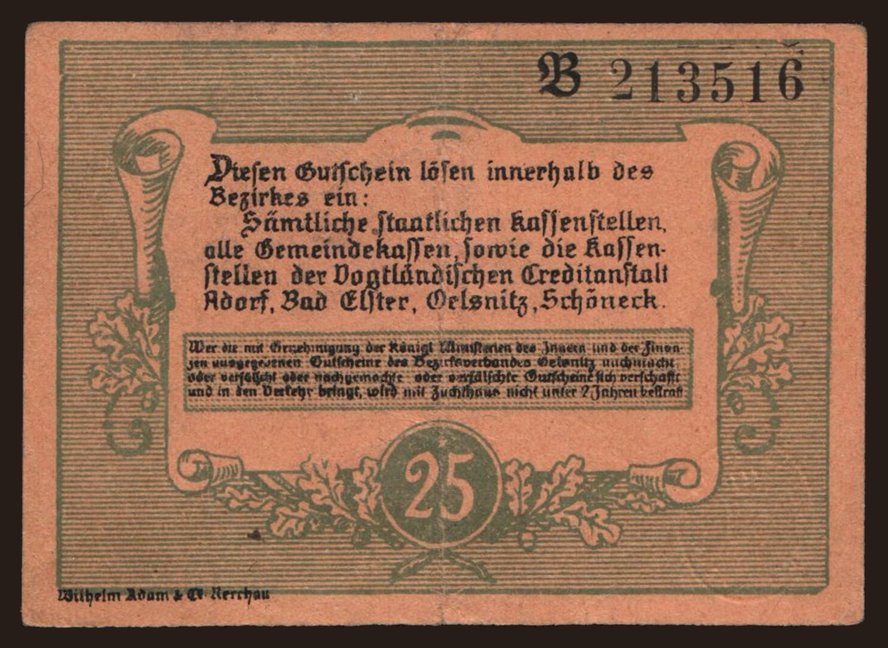 B 213516
Diesen Gutschein lösen innerhalb des
Bezirkes ein:
Sämtliche staatlichen Kassenstellen,
alle Gemeindekassen, sowie die Kassen-
stellen der Vogtländischen Creditanstalt
Adorf, Bad Elster, Oelsnitz, Schöneck.
Wer die mit Genehmigung der Königl Ministerien des Innern und der Finan-
zen ausgegebenen Gutscheine des Bezirksverbandes Oelsnitz nachmacht
oder verfälscht oder nachgemachte oder verfälschte Gutscheine sich verschafft
und in den Verkehr bringt, wird mit Zuchthaus nicht unter 2 Jahren bestraft
25
Wilhelm Adam &